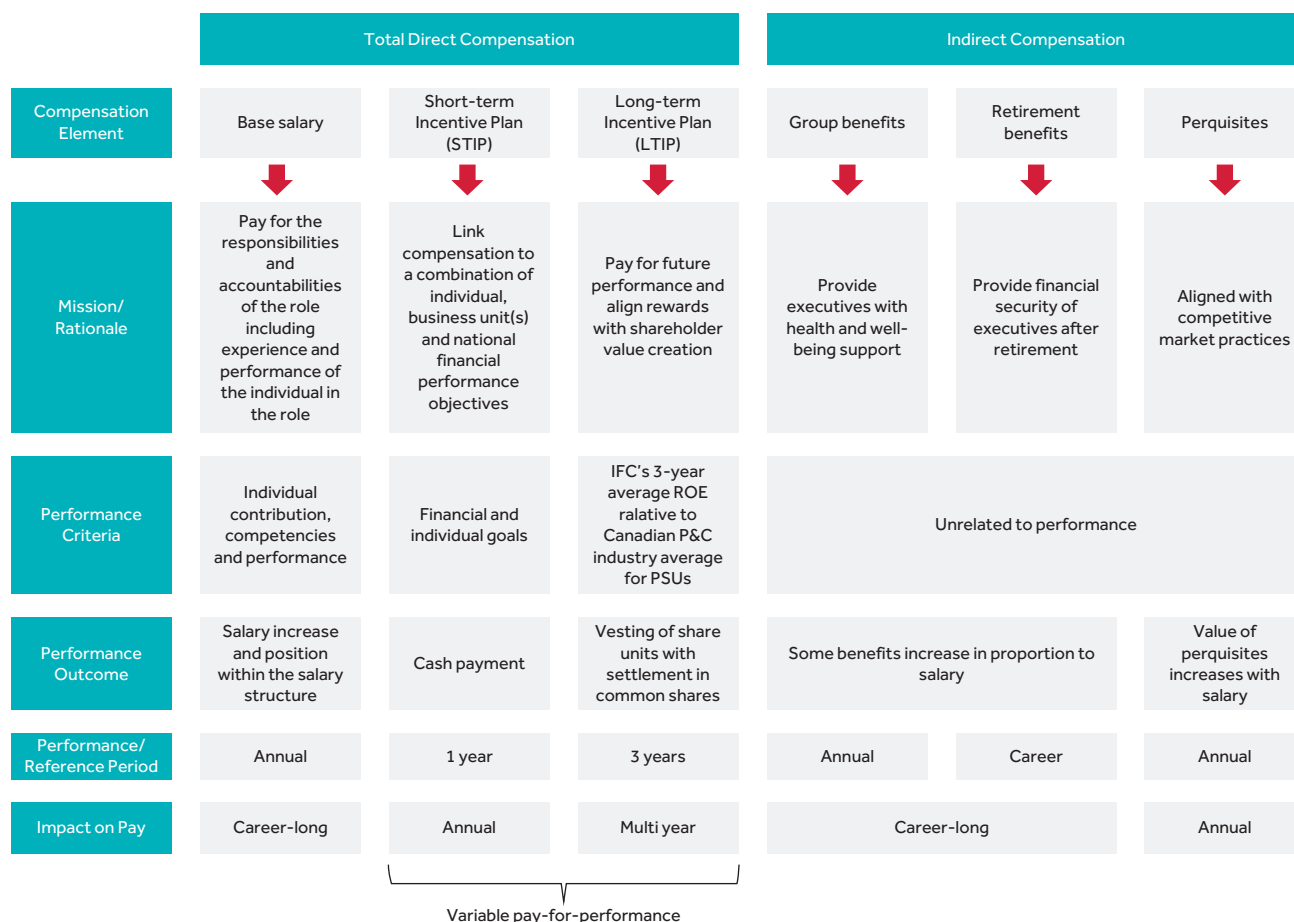 Total Direct Compensation
Indirect Compensation
Compensation
Element
Base salary
Short-term
Incentive Plan
(STIP)
Long-term
Incentive Plan
(LTIP)
Group benefits
Retirement
benefits
Perquisites
Mission/
Rationale
Pay for the
responsibilities
and
accountabilities
of the role
including
experience and
performance of
the individual in
the role
Link
compensation to
a combination of
individual,
business unit(s)
and national
financial
performance
objectives
Pay for future
performance and
align rewards
with shareholder
value creation
Provide
executives with
health and well-
being support
Provide financial
security of
executives after
retirement
Aligned with
competitive
market practices
Performance
Criteria
Individual
contribution,
competencies
and performance
Financial and
individual goals
IFC's 3-year
average ROE
ralative to
Canadian P&C
industry average
for PSUs
Unrelated to performance
Performance
Outcome
Salary increase
and position
within the salary
structure
Cash payment
Vesting of share
units with
settlement in
common shares
Some benefits increase in proportion to
salary
Value of
perquisites
increases with
salary
Performance/
Reference Period
Annual
1 year
3 years
Annual
Career
Annual
Impact on Pay
Career-long
Annual
Multi year
Career-long
Annual
Variable pay-for-performance